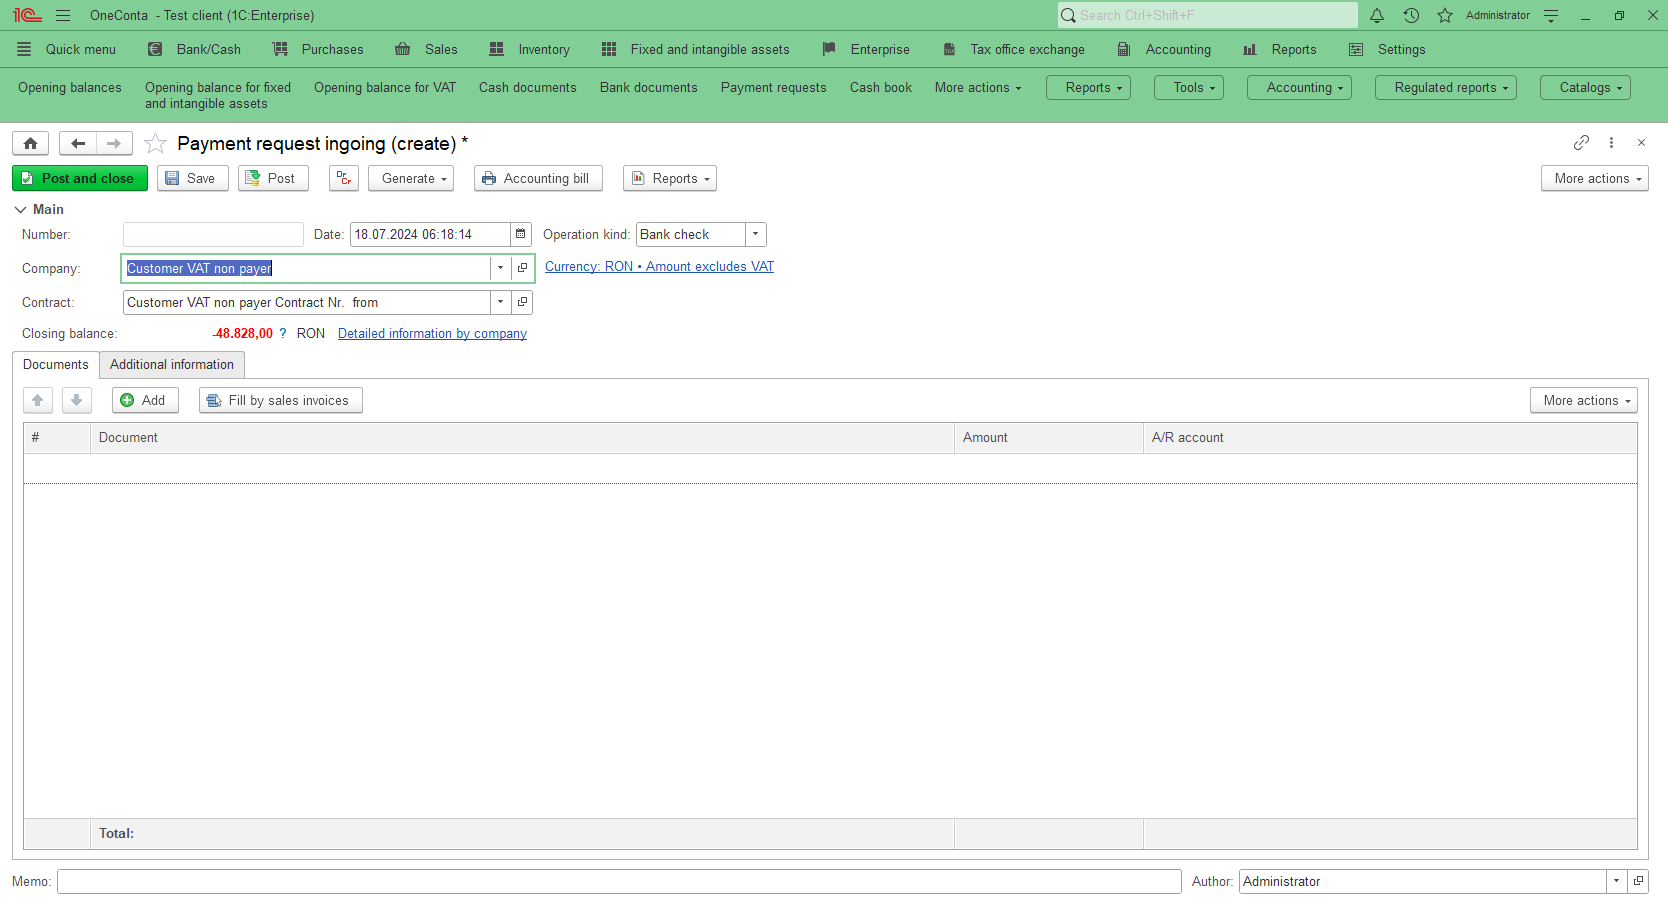 1C OneConta - Test client (1C:Enterprise) Search Ctrl+Shift+F Administrator
Quick menu Bank/Cash Purchases Sales Inventory Fixed and intangible assets Enterprise Tax office exchange Accounting Reports Settings
Opening balances Opening balance for fixed Opening balance for VAT Cash documents Bank documents Payment requests Cash book More actions Reports Tools Accounting Regulated reports Catalogs
and intangible assets
Payment request ingoing (create) *
Post and close Save Post Dr Cr Generate Accounting bill Reports More actions
Main
Number: Date: 18.07.2024 06:18:14 Operation kind: Bank check
Company: Customer VAT non payer Currency: RON • Amount excludes VAT
Contract: Customer VAT non payer Contract Nr. from
Closing balance: -48.828,00 ? RON Detailed information by company
Documents Additional information
Add Fill by sales invoices More actions
# Document Amount A/R account
Total:
Memo: Author: Administrator